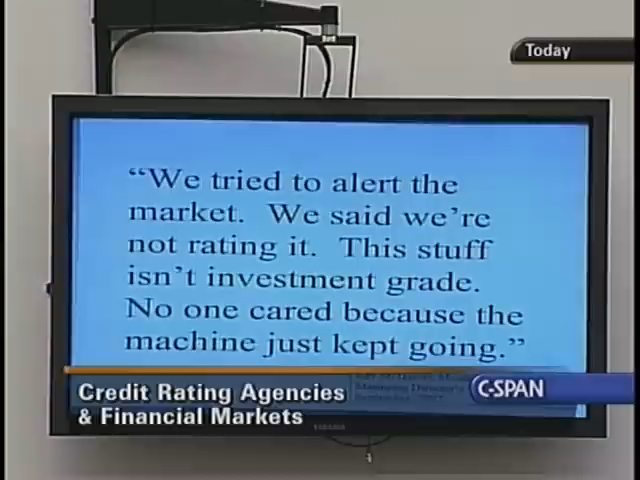 Today
“We tried to alert the
market. We said we’re
not rating it. This stuff
isn’t investment grade.
No one cared because the
machine just kept going.”
Credit Rating Agencies
& Financial Markets
C-SPAN